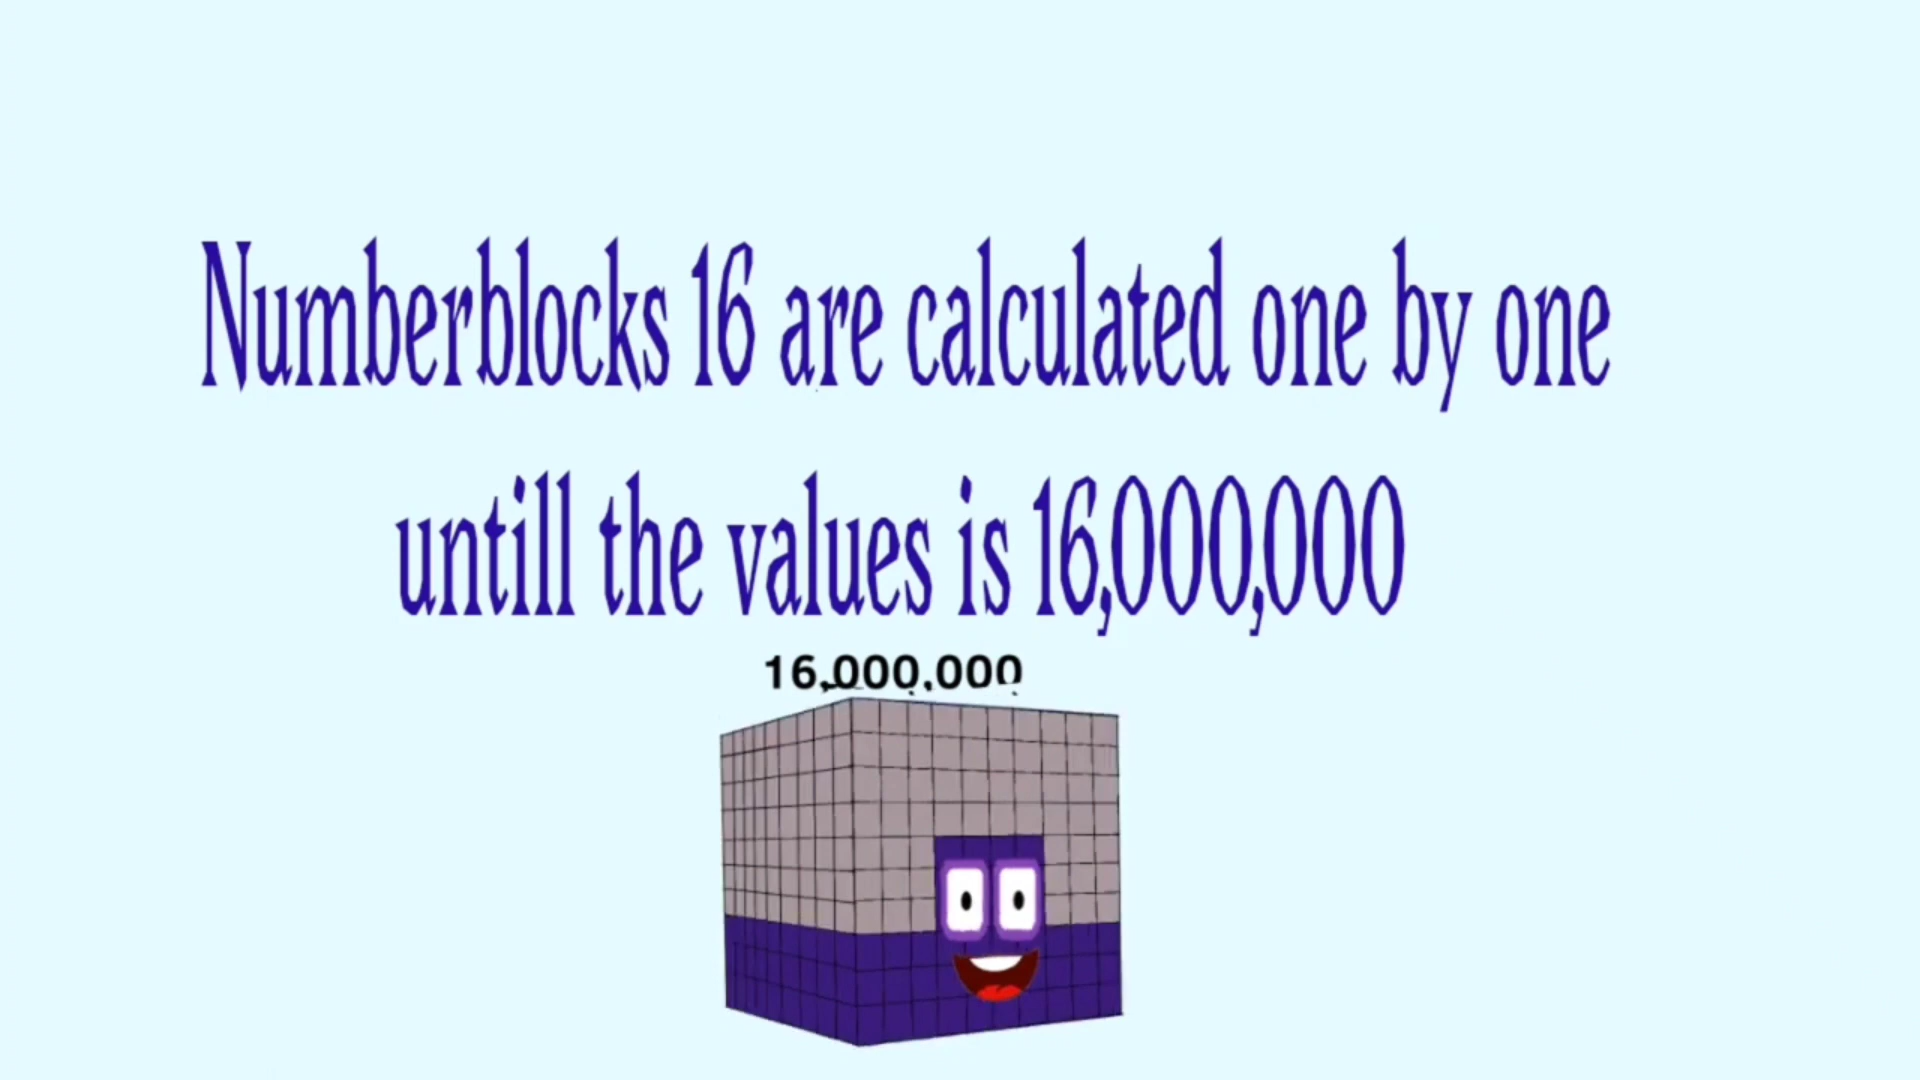 Numberblocks 16 are calculated one by one
untill the values is 16,000,000
16,000,000